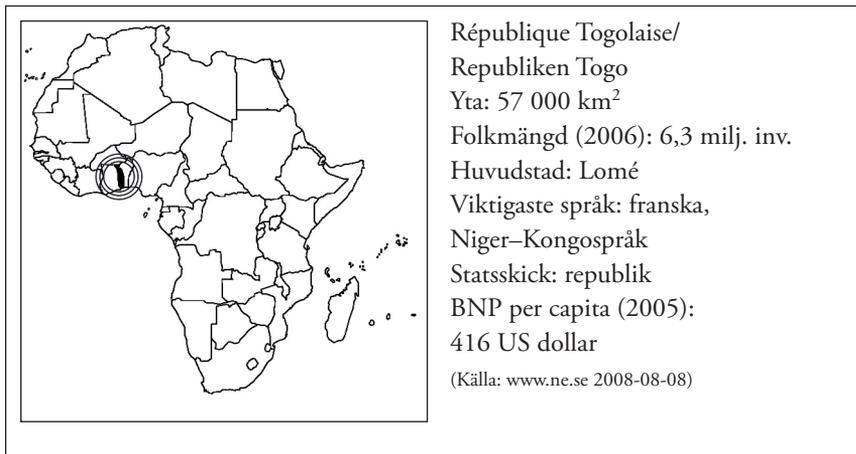 République Togolaise/
Republiken Togo
Yta: 57 000 km²
Folkmängd (2006): 6,3 milj. inv.
Huvudstad: Lomé
Viktigaste språk: franska,
Niger–Kongospråk
Statsskick: republik
BNP per capita (2005):
416 US dollar
(Källa: www.ne.se 2008-08-08)